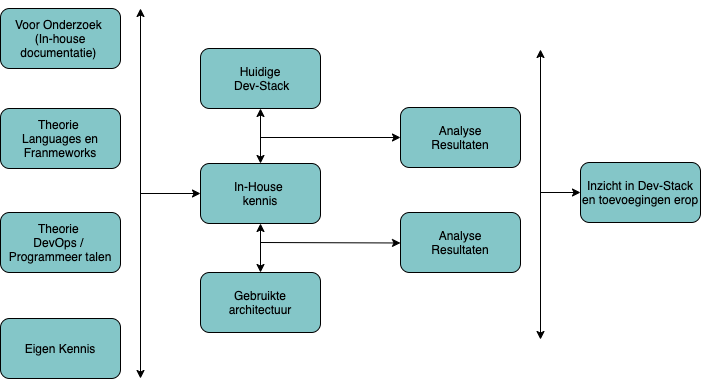 Voor Onderzoek
(In-house
documentatie)
Theorie
Languages en
Franmeworks
Theorie
DevOps /
Programmeer talen
Eigen Kennis
Huidige
Dev-Stack
In-House
kennis
Gebruikte
architectuur
Analyse
Resultaten
Analyse
Resultaten
Inzicht in Dev-Stack
en toevoegingen erop